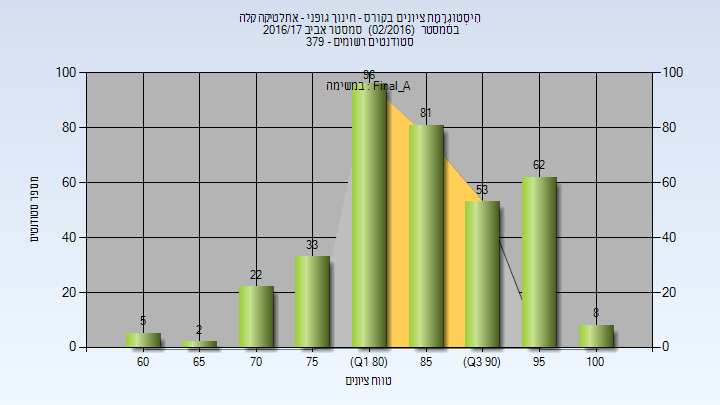 היסטוגרמת ציונים בקורס - חינוך גופני - אתלטיקה קלה
בסמסטר (02/2016) סמסטר אביב 2016/17
סטודנטים רשומים - 379
במשימה : Final_A
מספר סטודנטים
100 100
80 80
60 60
40 40
20 20
0 0
5 2 22 33 96 81 53 62 8
60 65 70 75 (Q1 80) 85 (Q3 90) 95 100
טווח ציונים